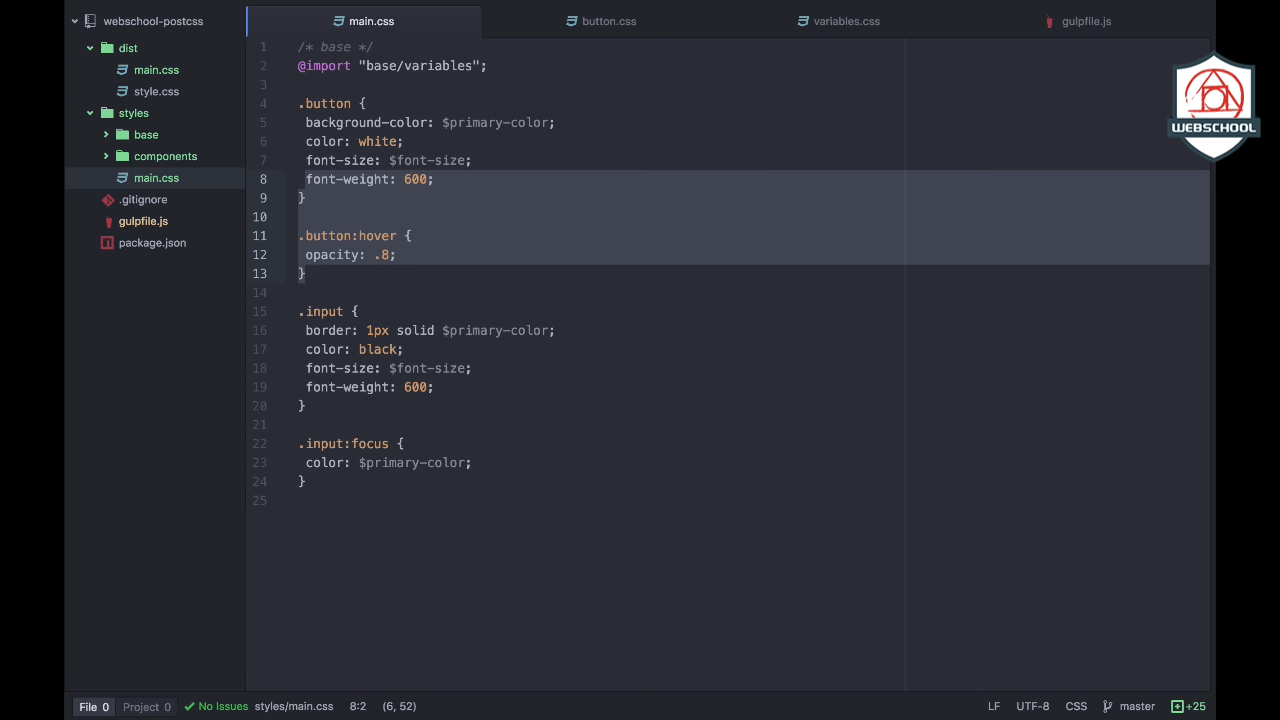 webschool-postcss
dist
main.css
style.css
styles
base
components
main.css
.gitignore
gulpfile.js
package.json
main.css
button.css
variables.css
gulpfile.js
1 /* base */
2 @import "base/variables";
3
4 .button {
5 background-color: $primary-color;
6 color: white;
7 font-size: $font-size;
8 font-weight: 600;
9 }
10
11 .button:hover {
12 opacity: .8;
13 }
14
15 .input {
16 border: 1px solid $primary-color;
17 color: black;
18 font-size: $font-size;
19 font-weight: 600;
20 }
21
22 .input:focus {
23 color: $primary-color;
24 }
25
WEBSCHOOL
File 0 Project 0 No Issues styles/main.css 8:2 (6, 52) LF UTF-8 CSS master +25